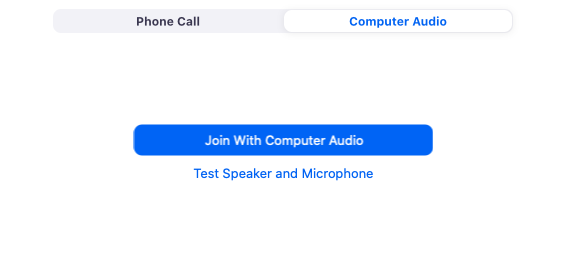 Phone Call Computer Audio
Join With Computer Audio
Test Speaker and Microphone